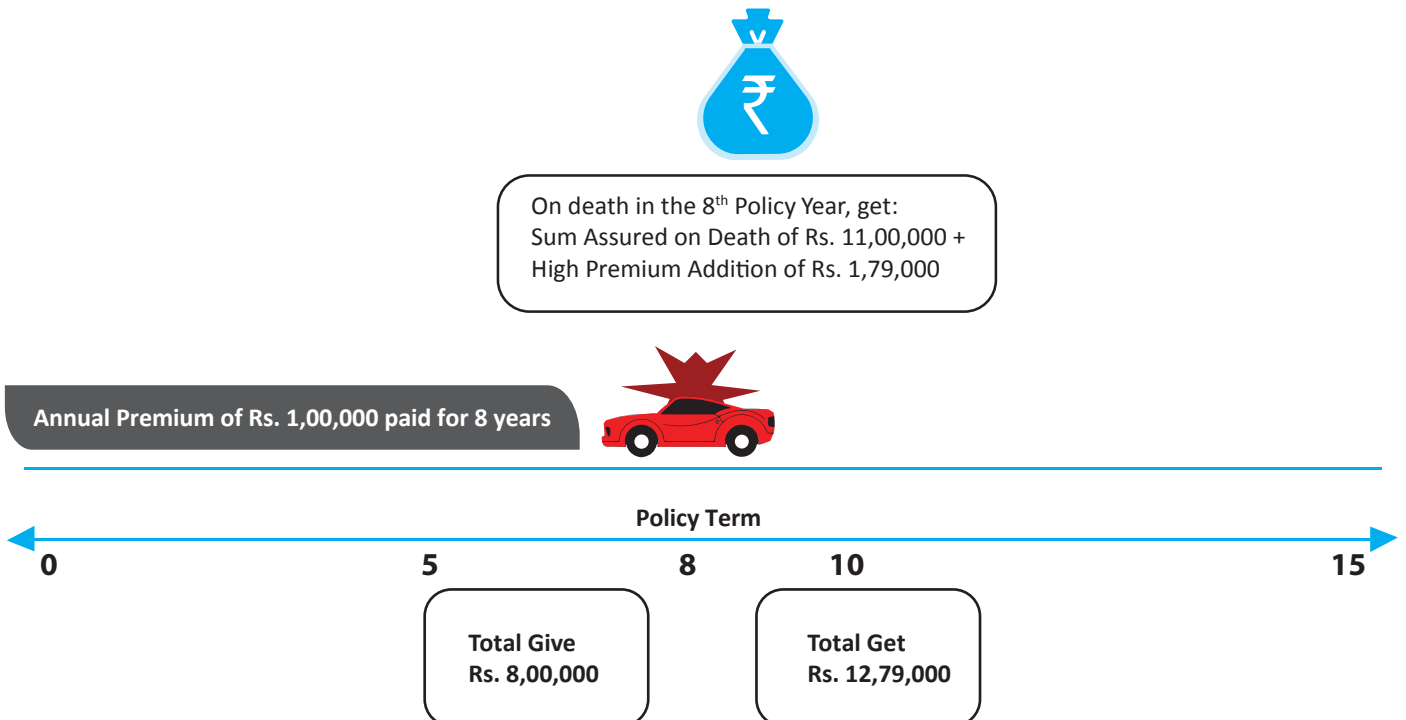 ₹
On death in the 8th Policy Year, get:
Sum Assured on Death of Rs. 11,00,000 +
High Premium Addition of Rs. 1,79,000
Annual Premium of Rs. 1,00,000 paid for 8 years
Policy Term
0 5 8 10 15
Total Give
Rs. 8,00,000
Total Get
Rs. 12,79,000